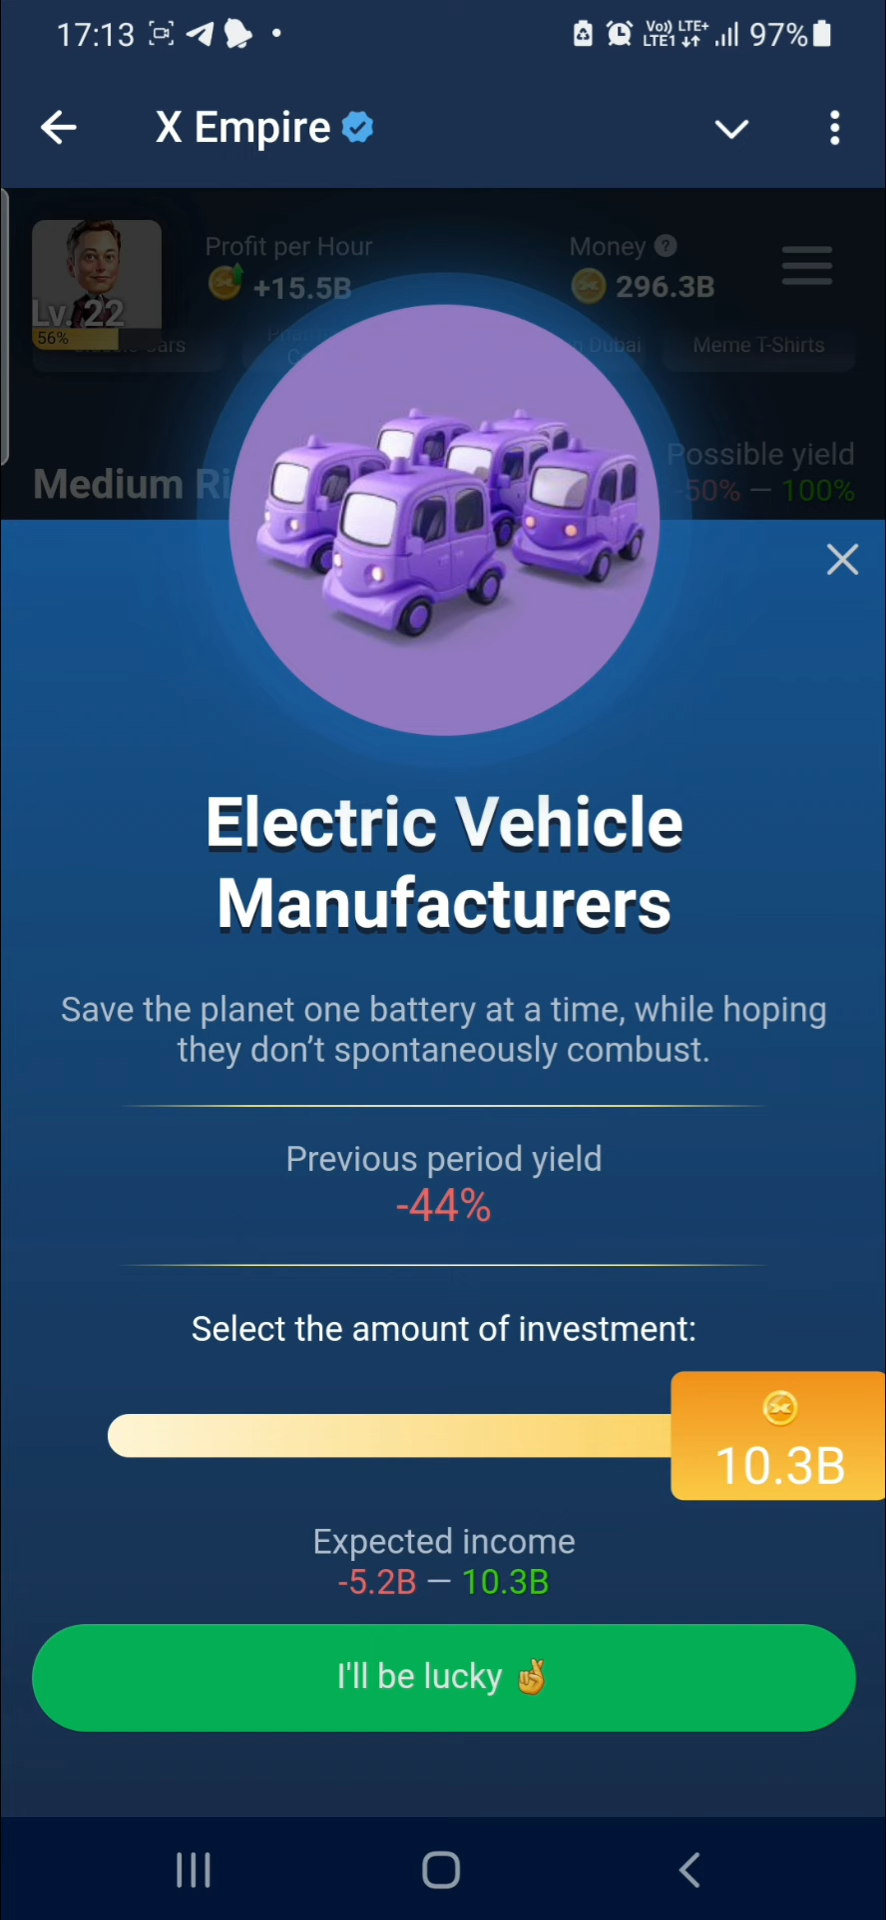 17:13
Vo)) LTE+
LTE1
97%
X Empire
Profit per Hour
+15.5B
Money ?
296.3B
Lv. 22
56%
Dubai
Meme T-Shirts
Medium Ri
Possible yield
-50% — 100%
Electric Vehicle
Manufacturers
Save the planet one battery at a time, while hoping
they don’t spontaneously combust.
Previous period yield
-44%
Select the amount of investment:
10.3B
Expected income
-5.2B — 10.3B
I'll be lucky 🤞